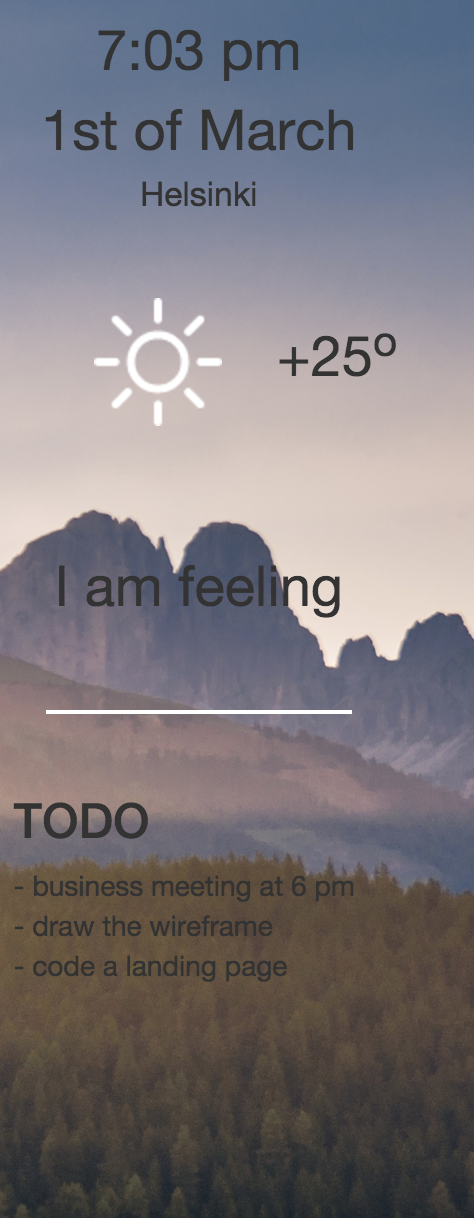 7:03 pm
1st of March
Helsinki
+25º
I am feeling
TODO
- business meeting at 6 pm
- draw the wireframe
- code a landing page